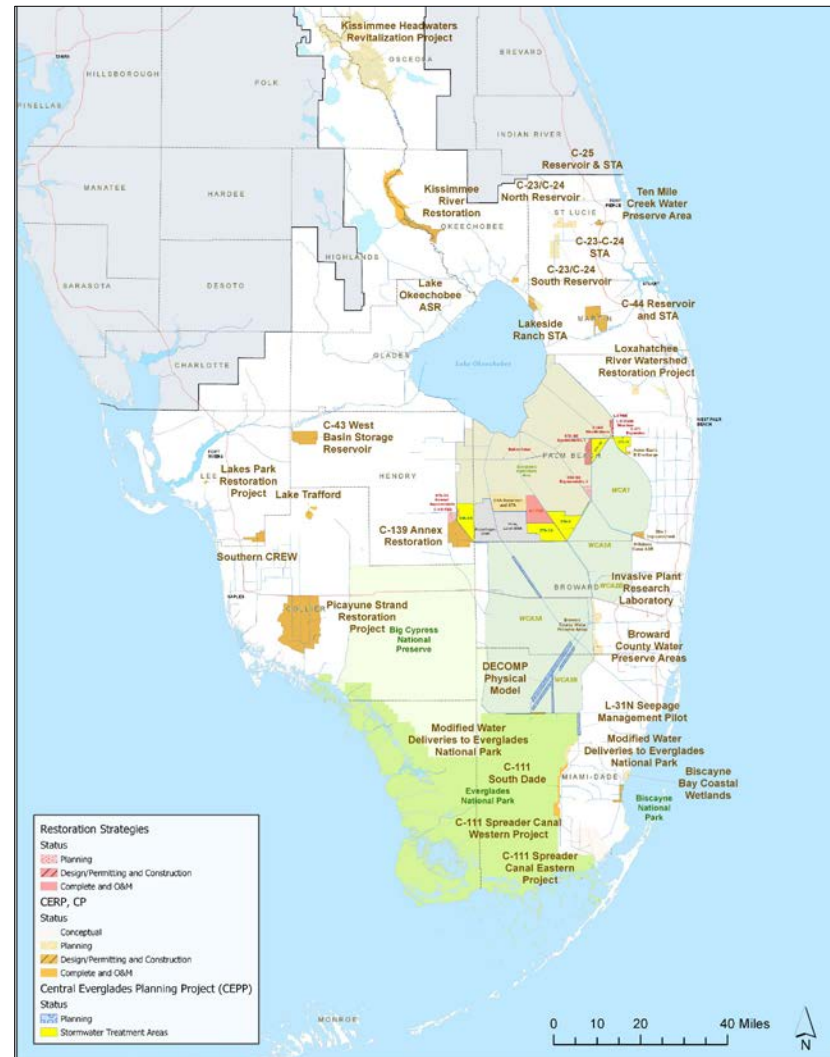 Kissimmee Headwaters
Revitalization Project
OSCEOLA
BREVARD
HILLSBOROUGH
POLK
PINELLAS
INDIAN RIVER
C-25
Reservoir & STA
MANATEE
HARDEE
Kissimmee
River
Restoration
C-23/C-24
North Reservoir
Ten Mile
Creek Water
Preserve Area
ST LUCIE
OKEECHOBEE
HIGHLANDS
C-23-C-24
STA
C-23/C-24
South Reservoir
SARASOTA
DESOTO
Lake
Okeechobee
ASR
C-44 Reservoir
and STA
MARTIN
Lakeside
Ranch STA
Loxahatchee
River Watershed
Restoration Project
GLADES
Lake Okeechobee
CHARLOTTE
C-43 West
Basin Storage
Reservoir
WEST PALM
BEACH
PALM BEACH
LEE
Lakes Park
Restoration
Project
HENDRY
Lake Trafford
WCA1
C-139 Annex
Restoration
Southern CREW
WCA2A
BROWARD
Invasive Plant
Research
Laboratory
NAPLES
COLLIER
Picayune Strand
Restoration
Project
Big Cypress
National
Preserve
WCA3A
Broward
County Water
Preserve Areas
DECOMP
Physical
Model
WCA3B
L-31N Seepage
Management Pilot
Modified Water
Deliveries to Everglades
National Park
Modified Water
Deliveries to Everglades
National Park
C-111
South Dade
MIAMI-DADE
Biscayne
Bay Coastal
Wetlands
Everglades
National Park
Biscayne
National
Park
C-111 Spreader Canal
Western Project
C-111 Spreader
Canal Eastern
Project
Restoration Strategies
Status
Planning
Design/Permitting and Construction
Complete and O&M
CERP, CP
Status
Conceptual
Planning
Design/Permitting and Construction
Complete and O&M
Central Everglades Planning Project (CEPP)
Status
Planning
Stormwater Treatment Areas
MONROE
0 10 20 40 Miles
N